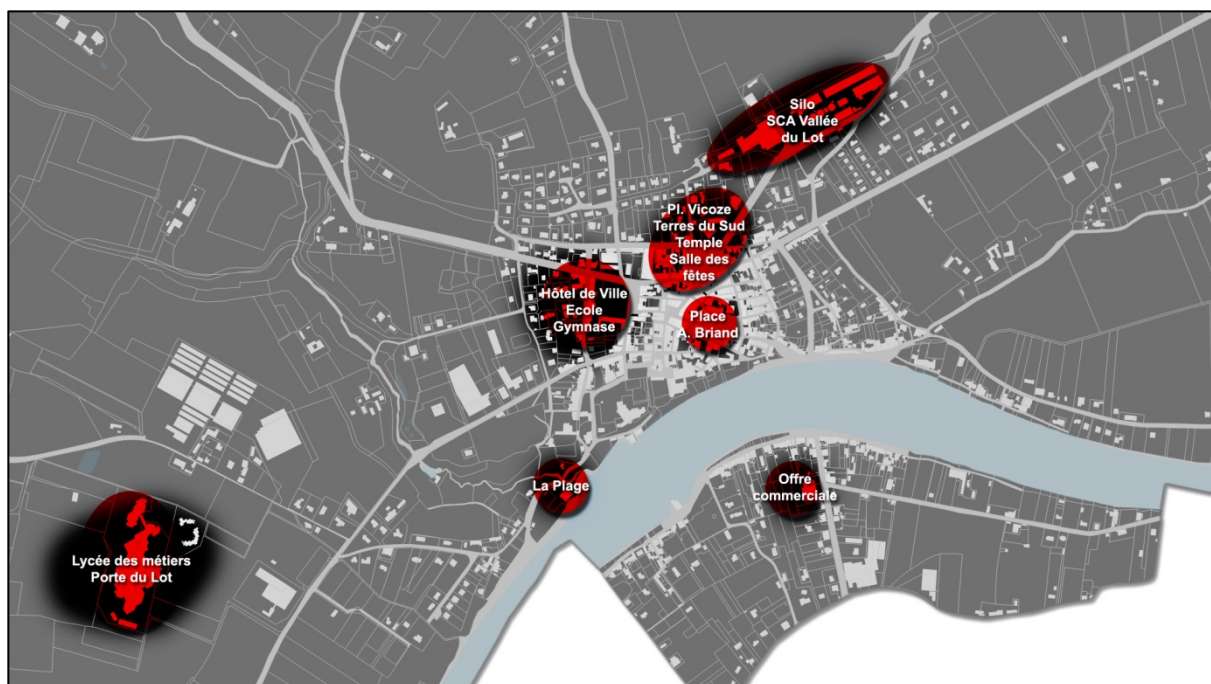 Silo
SCA Vallée
du Lot
Pl. Vicoze
Terres du Sud
Temple
Salle des
fêtes
Hôtel de Ville
Ecole
Gymnase
Place
A. Briand
La Plage
Offre
commerciale
Lycée des métiers
Porte du Lot